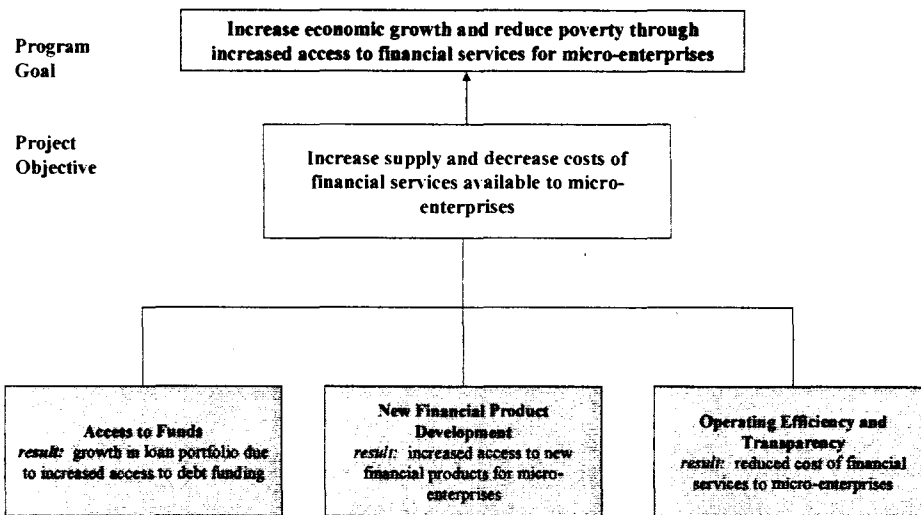 Program
Goal
Increase economic growth and reduce poverty through
increased access to financial services for micro-enterprises
Project
Objective
Increase supply and decrease costs of
financial services available to micro-
enterprises
Access to Funds
result: growth in loan portfolio due
to increased access to debt funding
New Financial Product
Development
result: increased access to new
financial products for micro-
enterprises
Operating Efficiency and
Transparency
result: reduced cost of financial
services to micro-enterprises